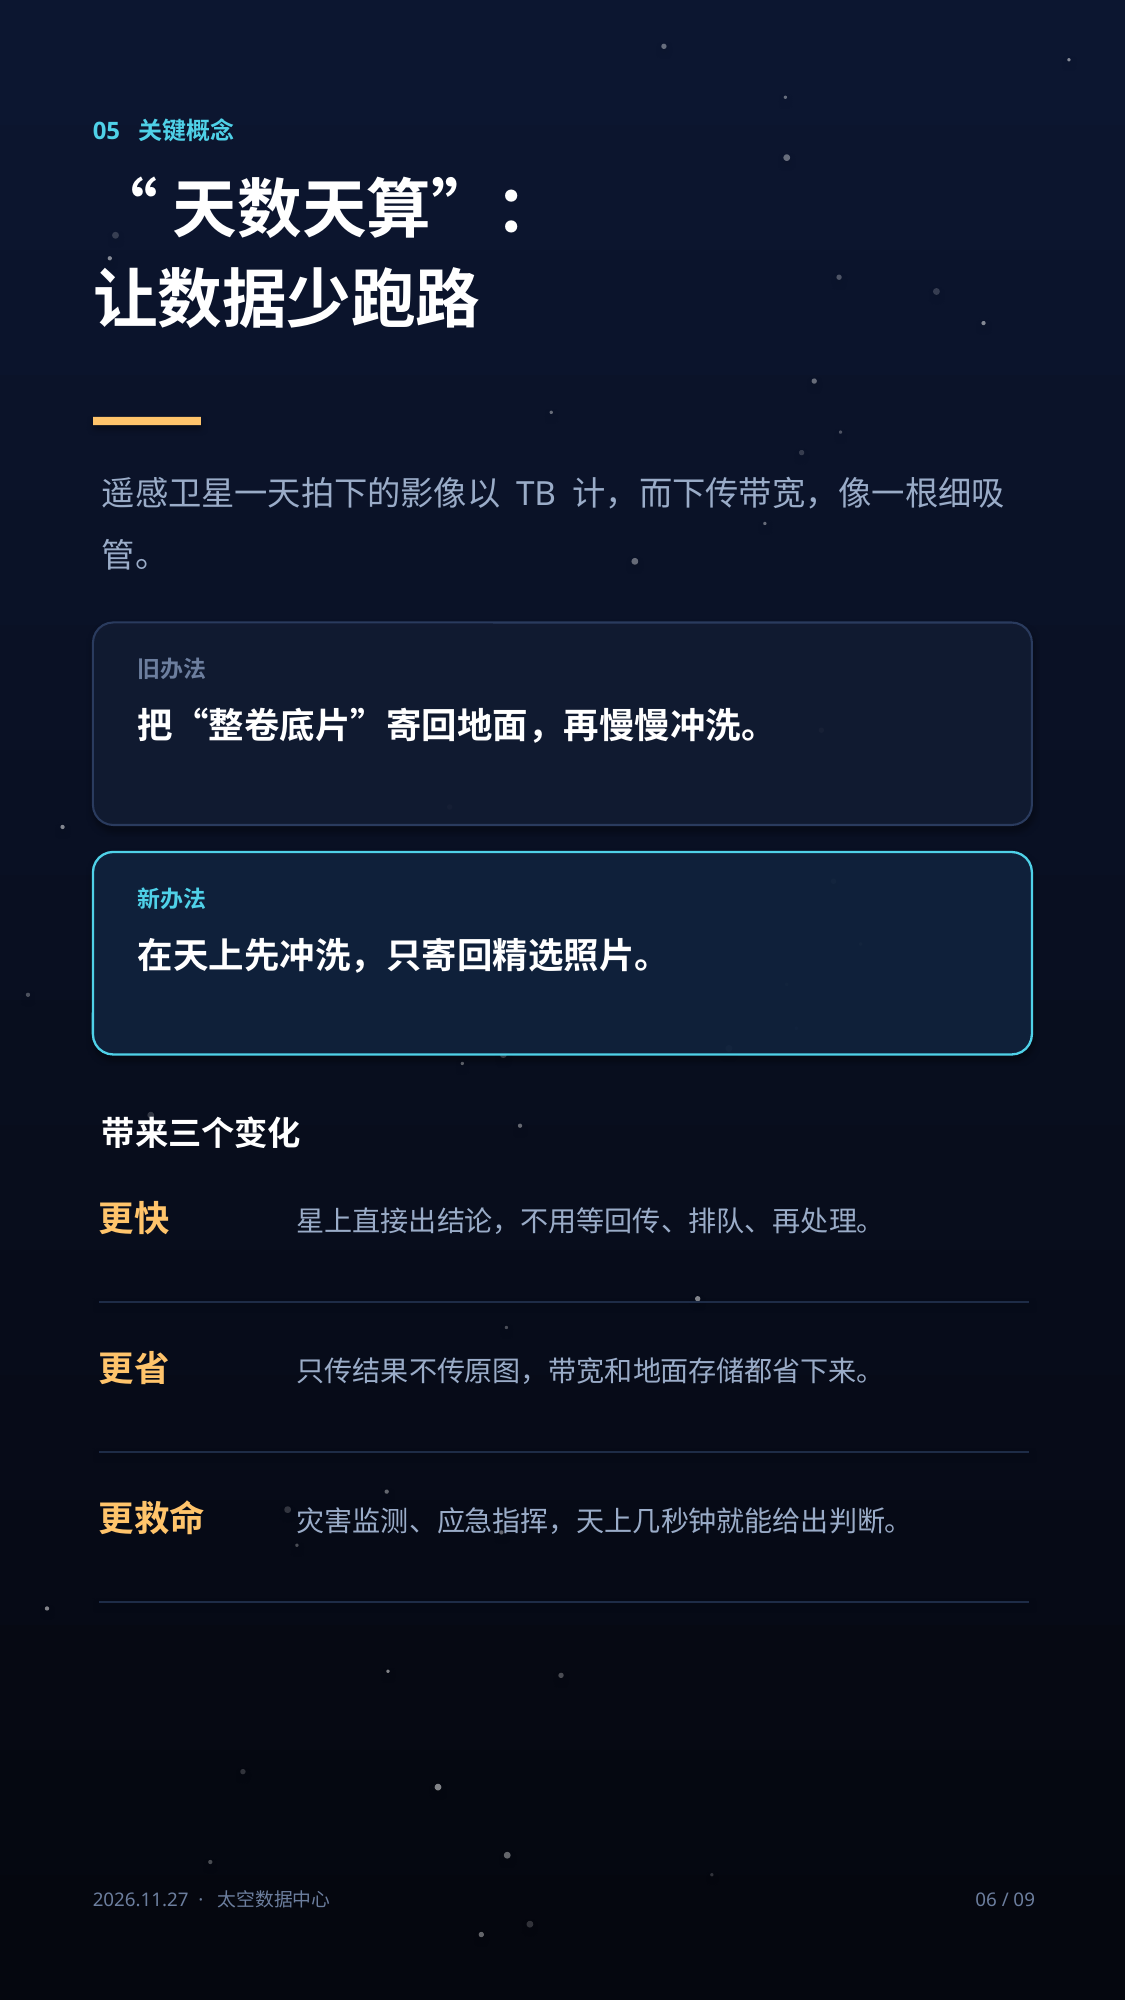 05 关键概念
“天数天算”：
让数据少跑路
遥感卫星一天拍下的影像以 TB 计，而下传带宽，像一根细吸
管。
旧办法
把“整卷底片”寄回地面，再慢慢冲洗。
新办法
在天上先冲洗，只寄回精选照片。
带来三个变化
更快 星上直接出结论，不用等回传、排队、再处理。
更省 只传结果不传原图，带宽和地面存储都省下来。
更救命 灾害监测、应急指挥，天上几秒钟就能给出判断。
2026.11.27 · 太空数据中心 06 / 09